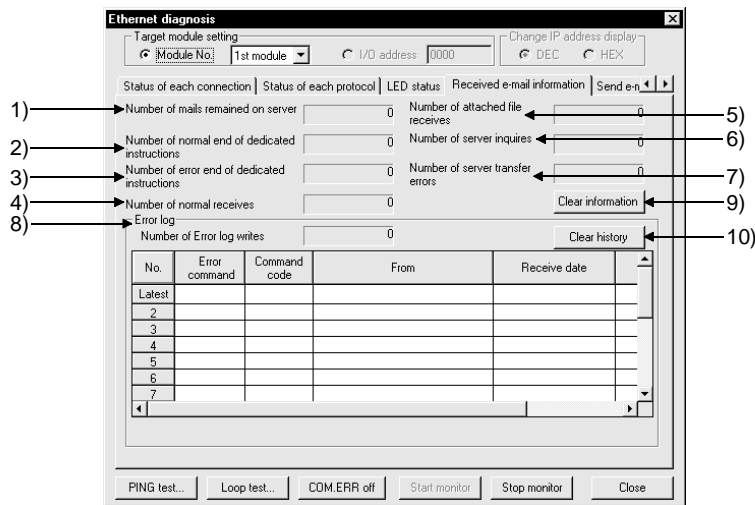 Ethernet diagnosis
Target module setting
Module No. 1st module I/O address 0000
Change IP address display
DEC HEX
Status of each connection Status of each protocol LED status Received e-mail information Send e-n
1) Number of mails remained on server 0
Number of attached file receives 0 5)
2) Number of normal end of dedicated instructions 0
Number of server inquires 0 6)
3) Number of error end of dedicated instructions 0
Number of server transfer errors 0 7)
4) Number of normal receives 0
Clear information 9)
8) Error log
Number of Error log writes 0
Clear history 10)
No. Error command Command code From Receive date
Latest
2
3
4
5
6
7
PING test... Loop test... COM.ERR off Start monitor Stop monitor Close